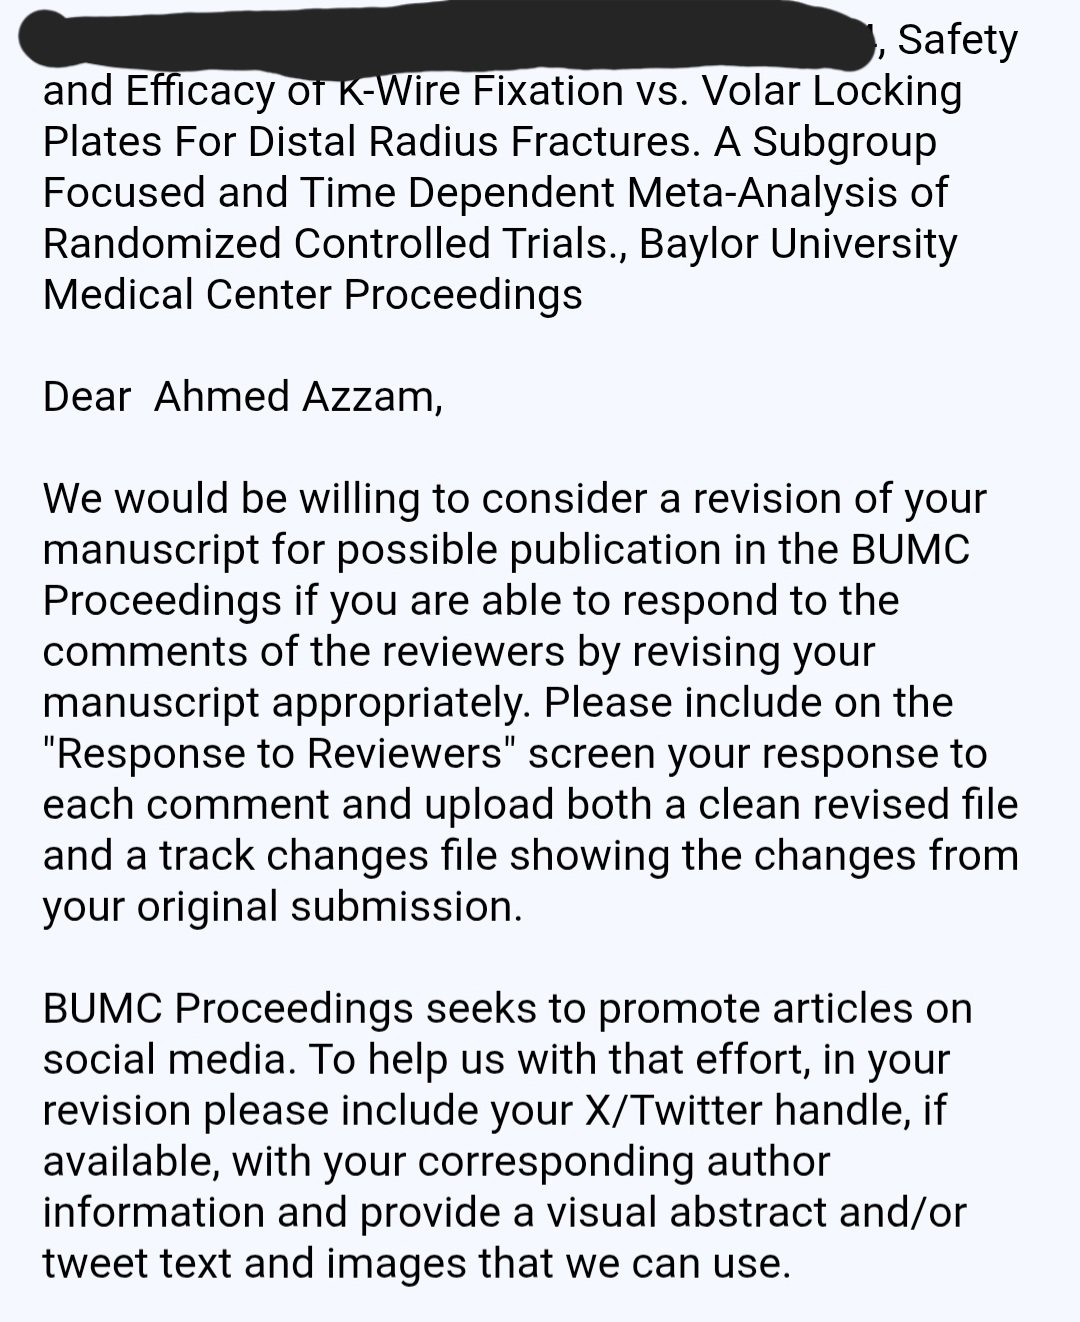 , Safety
and Efficacy of K-Wire Fixation vs. Volar Locking
Plates For Distal Radius Fractures. A Subgroup
Focused and Time Dependent Meta-Analysis of
Randomized Controlled Trials., Baylor University
Medical Center Proceedings
Dear  Ahmed Azzam,
We would be willing to consider a revision of your
manuscript for possible publication in the BUMC
Proceedings if you are able to respond to the
comments of the reviewers by revising your
manuscript appropriately. Please include on the
"Response to Reviewers" screen your response to
each comment and upload both a clean revised file
and a track changes file showing the changes from
your original submission.
BUMC Proceedings seeks to promote articles on
social media. To help us with that effort, in your
revision please include your X/Twitter handle, if
available, with your corresponding author
information and provide a visual abstract and/or
tweet text and images that we can use.